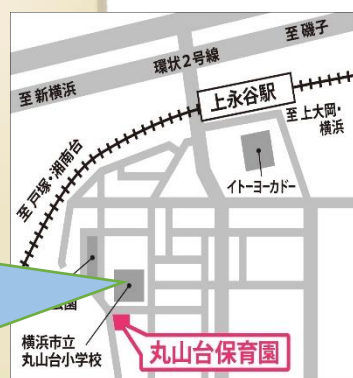 至磯子
環状2号線
至新横浜
上永谷駅
至上大岡・
横浜
至戸塚・湘南台
イトーヨーカドー
公園
横浜市立
丸山台小学校
丸山台保育園